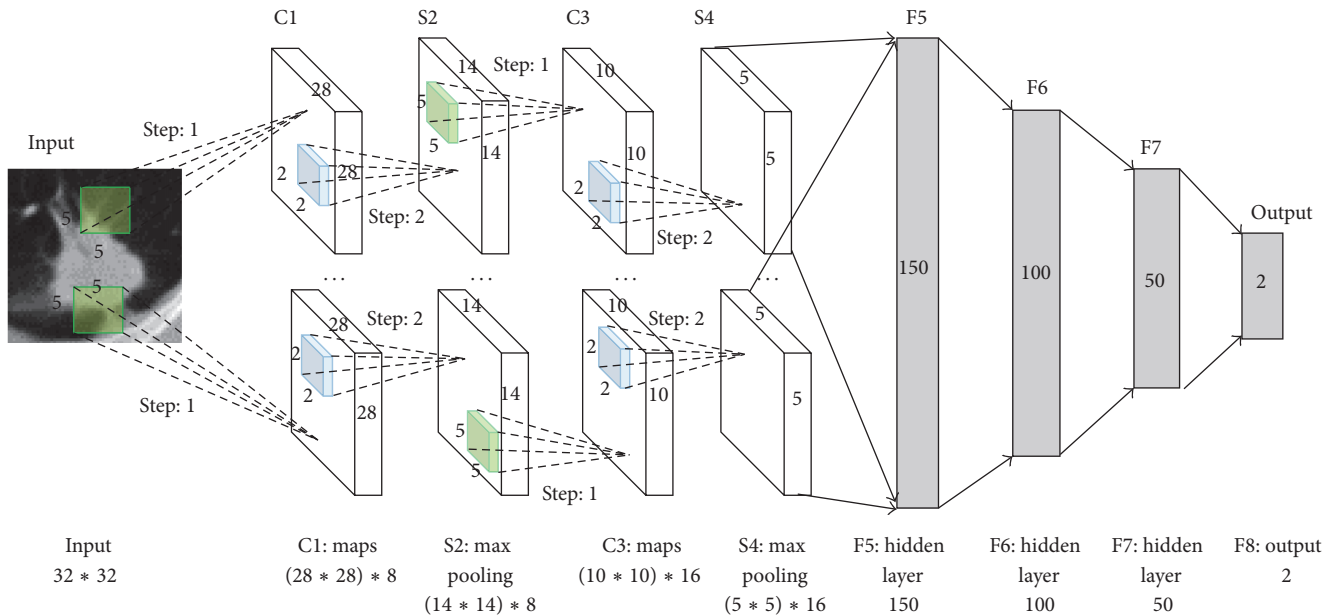 C1
S2
C3
S4
F5
F6
F7
Input
Output
Step: 1
5
5
5
5
Step: 1
28
28
2
2
Step: 2
14
14
5
5
Step: 1
10
10
2
2
Step: 2
5
5
...
...
...
...
28
28
2
2
Step: 2
14
14
5
5
Step: 1
10
10
2
2
Step: 2
5
5
150
100
50
2
Input
32 * 32
C1: maps
(28 * 28) * 8
S2: max
pooling
(14 * 14) * 8
C3: maps
(10 * 10) * 16
S4: max
pooling
(5 * 5) * 16
F5: hidden
layer
150
F6: hidden
layer
100
F7: hidden
layer
50
F8: output
2